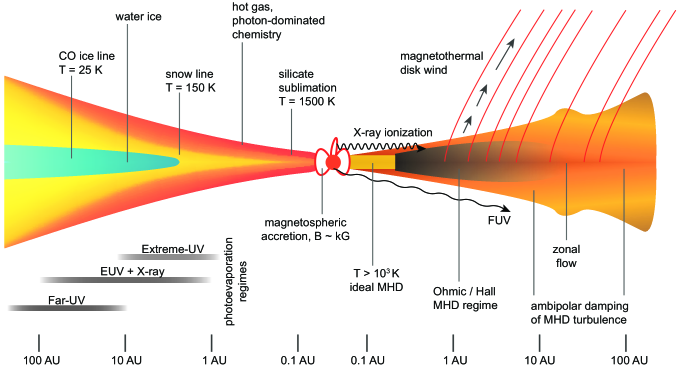 water ice
hot gas,
photon-dominated
chemistry
CO ice line
T = 25 K
snow line
T = 150 K
silicate
sublimation
T = 1500 K
magnetothermal
disk wind
X-ray ionization
FUV
magnetospheric
accretion, B ~ kG
T > 10³ K
ideal MHD
Ohmic / Hall
MHD regime
zonal
flow
ambipolar damping
of MHD turbulence
Extreme-UV
EUV + X-ray
Far-UV
photoevaporation
regimes
100 AU
10 AU
1 AU
0.1 AU
0.1 AU
1 AU
10 AU
100 AU